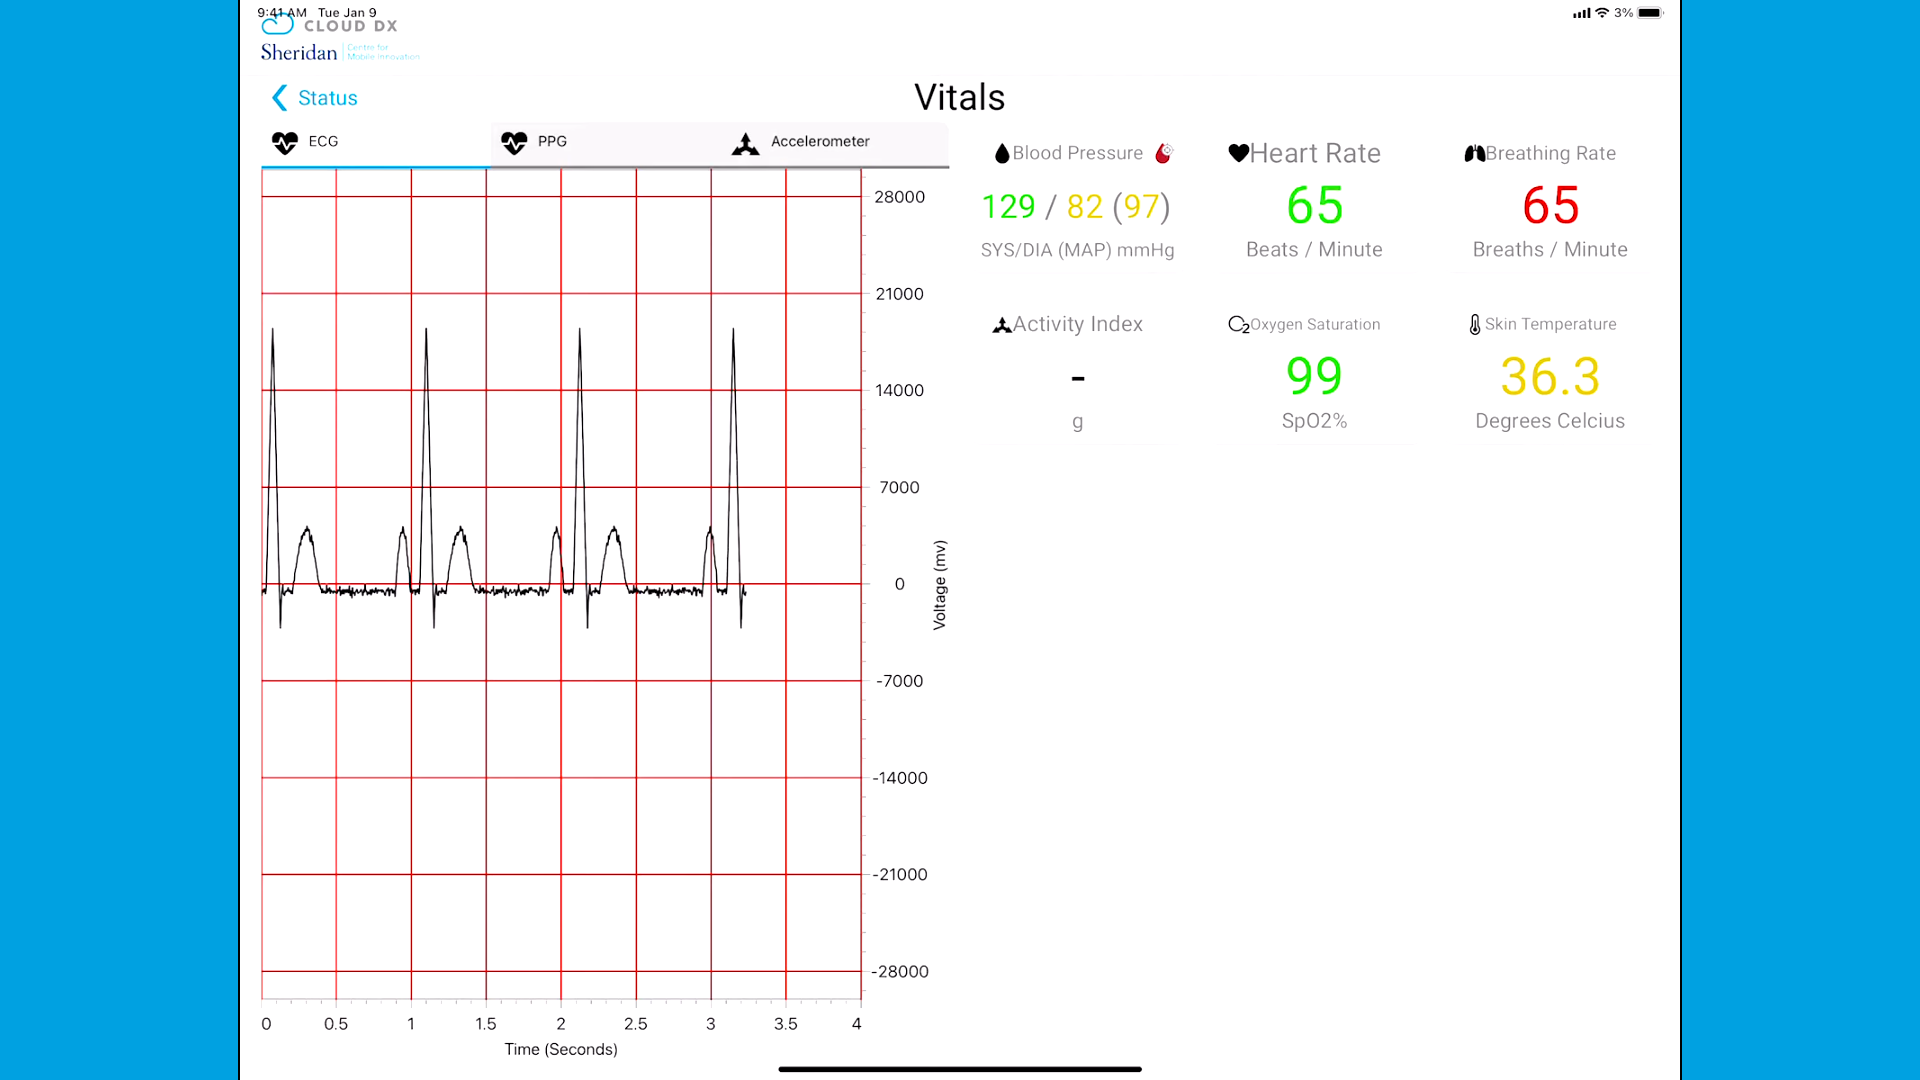 9:41 AM Tue Jan 9
3%
CLOUD DX
Sheridan | Centre for
Mobile Innovation
Status
Vitals
ECG
PPG
Accelerometer
28000
21000
14000
7000
0
-7000
-14000
-21000
-28000
Voltage (mv)
0 0.5 1 1.5 2 2.5 3 3.5 4
Time (Seconds)
Blood Pressure
129 / 82 (97)
SYS/DIA (MAP) mmHg
Heart Rate
65
Beats / Minute
Breathing Rate
65
Breaths / Minute
Activity Index
-
g
O2 Oxygen Saturation
99
SpO2%
Skin Temperature
36.3
Degrees Celcius